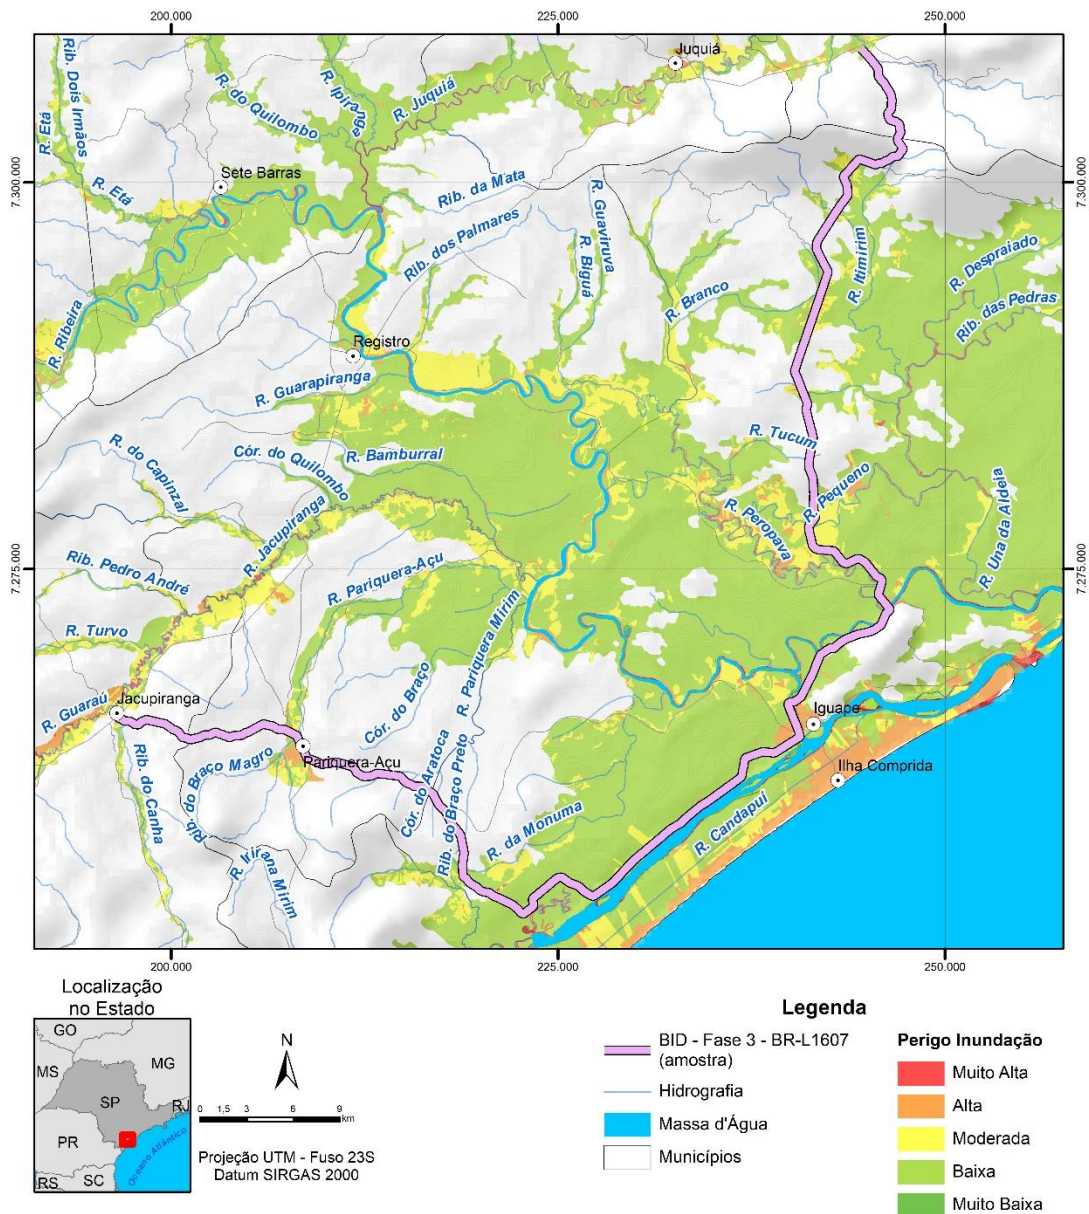 200.000
225.000
250.000
7.300.000
7.275.000
7.300.000
7.275.000
Rib. Dois Irmãos
R. Etá
R. do Quilombo
R. Ipiranga
R. Juquiá
Juquiá
Sete Barras
R. Etá
Rib. da Mata
Rib. dos Palmares
R. Guaviruva
R. Biguá
R. Branco
R. Itimirim
R. Despraiado
Rib. das Pedras
R. Ribeira
Registro
R. Guarapiranga
R. Bamburral
Cór. do Quilombo
R. do Capinzal
R. Jacupiranga
R. Tucum
R. Pequeno
R. Peropava
R. Una da Aldeia
Rib. Pedro André
R. Turvo
R. Pariquera-Açu
R. Pariquera Mirim
Cór. do Braço
R. Guaraú
Jacupiranga
Pariquera-Açu
Rib. do Canha
Rib. do Braço Magro
R. Iririana Mirim
Cór. do Aratoca
Rib. do Braço Preto
R. da Monuma
Iguape
Ilha Comprida
R. Candapuí
200.000
225.000
250.000
Localização
no Estado
GO
MS
MG
SP
RJ
PR
SC
RS
Oceano Atlântico
N
0 1,5 3 6 9
km
Projeção UTM - Fuso 23S
Datum SIRGAS 2000
Legenda
BID - Fase 3 - BR-L1607
(amostra)
Hidrografia
Massa d'Água
Municípios
Perigo Inundação
Muito Alta
Alta
Moderada
Baixa
Muito Baixa